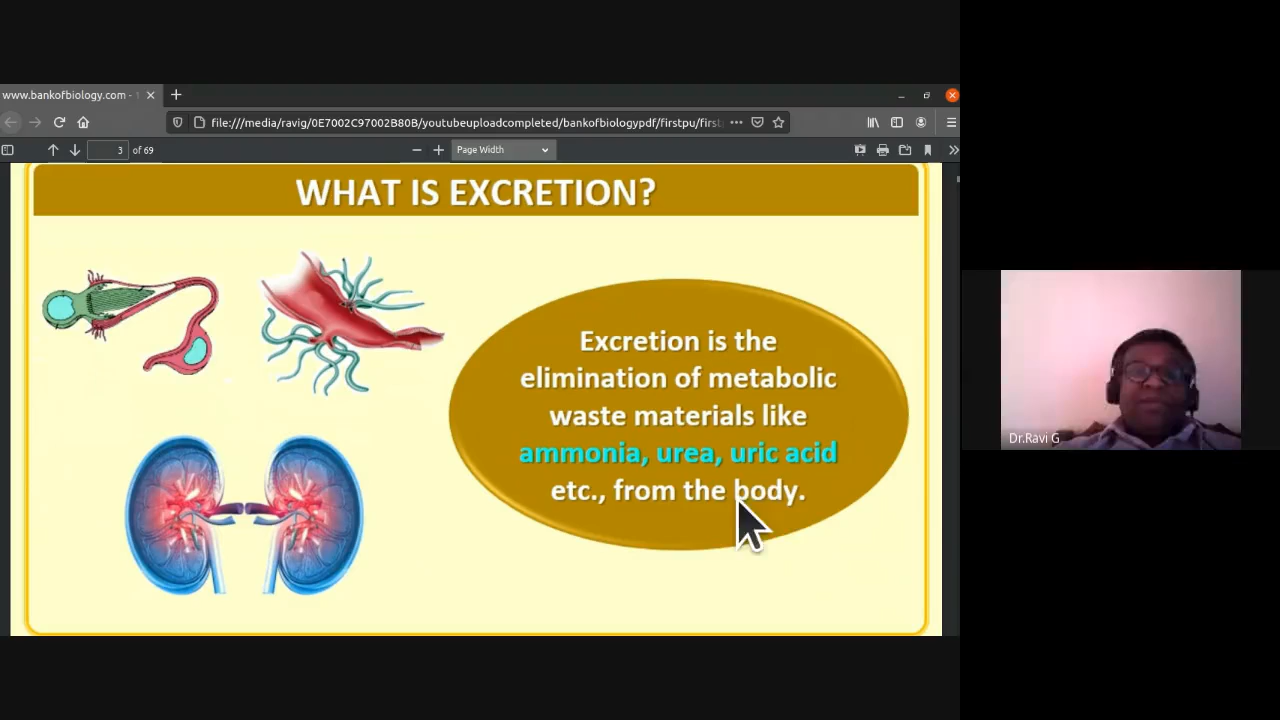 www.bankofbiology.com -
file:///media/ravig/0E7002C97002B80B/youtubeuploadcompleted/bankofbiologypdf/firstpu/first
3 of 69
Page Width
WHAT IS EXCRETION?
Excretion is the
elimination of metabolic
waste materials like
ammonia, urea, uric acid
etc., from the body.
Dr.Ravi G